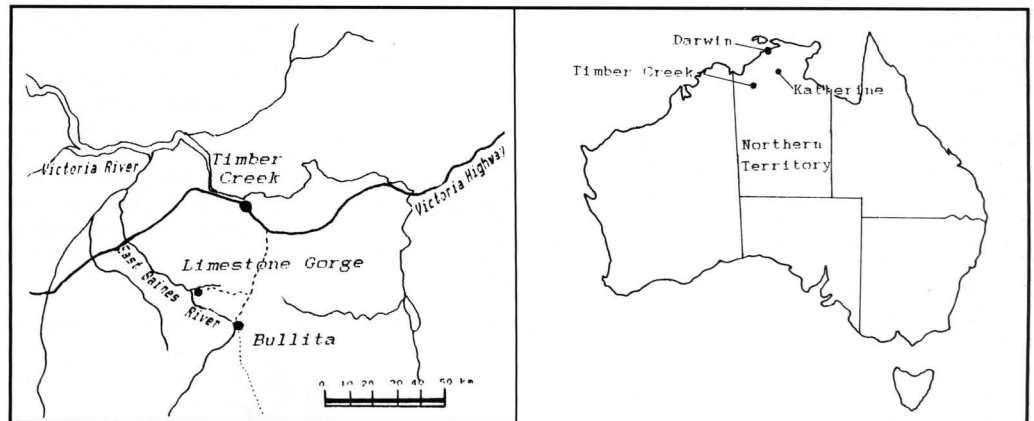 Victoria River
Timber
Creek
Victoria Highway
East Baines
River
Limestone Gorge
Bullita
0 10 20 30 40 50 km
Darwin
Timber Creek
Katherine
Northern
Territory